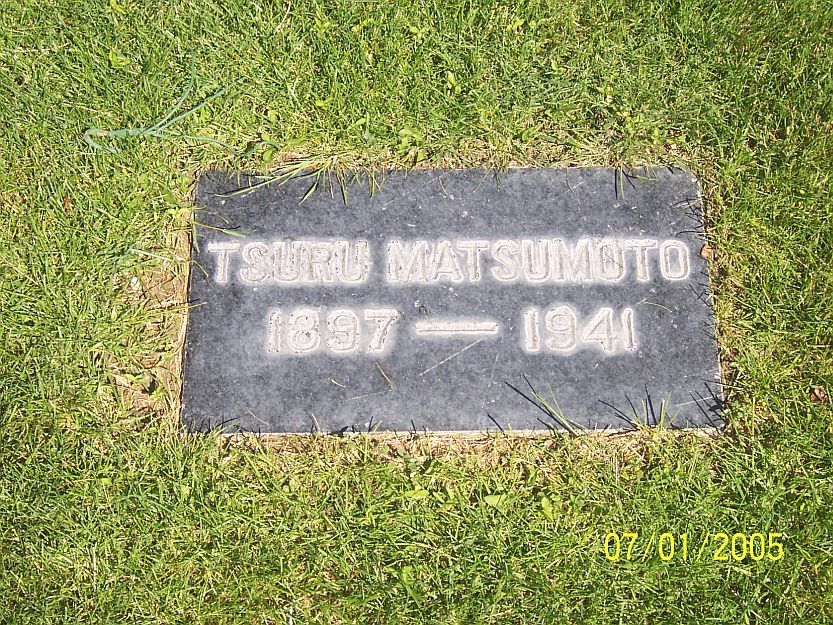 TSURU MATSUMOTO
1897 — 1941
07/01/2005